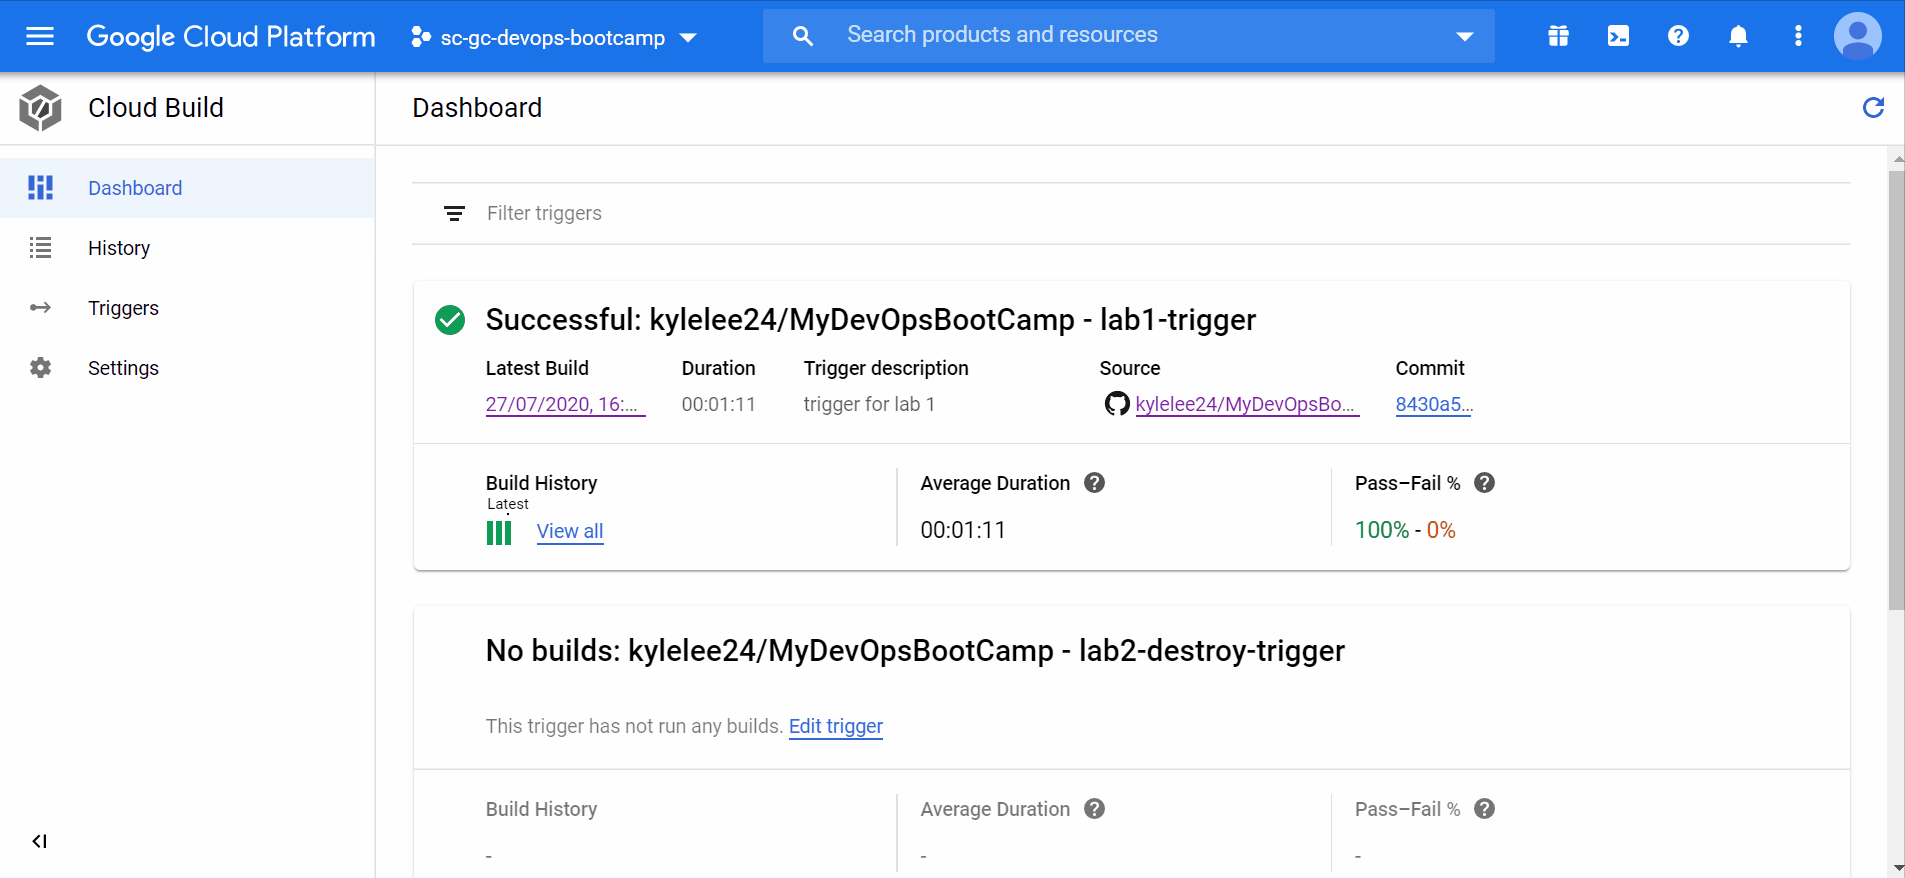 Google Cloud Platform
sc-gc-devops-bootcamp
Search products and resources
Cloud Build
Dashboard
Dashboard
History
Triggers
Settings
Filter triggers
Successful: kylelee24/MyDevOpsBootCamp - lab1-trigger
Latest Build Duration Trigger description Source Commit
27/07/2020, 16:... 00:01:11 trigger for lab 1 kylelee24/MyDevOpsBo... 8430a5...
Build History Average Duration Pass–Fail %
Latest
View all 00:01:11 100% - 0%
No builds: kylelee24/MyDevOpsBootCamp - lab2-destroy-trigger
This trigger has not run any builds. Edit trigger
Build History Average Duration Pass–Fail %
- - -